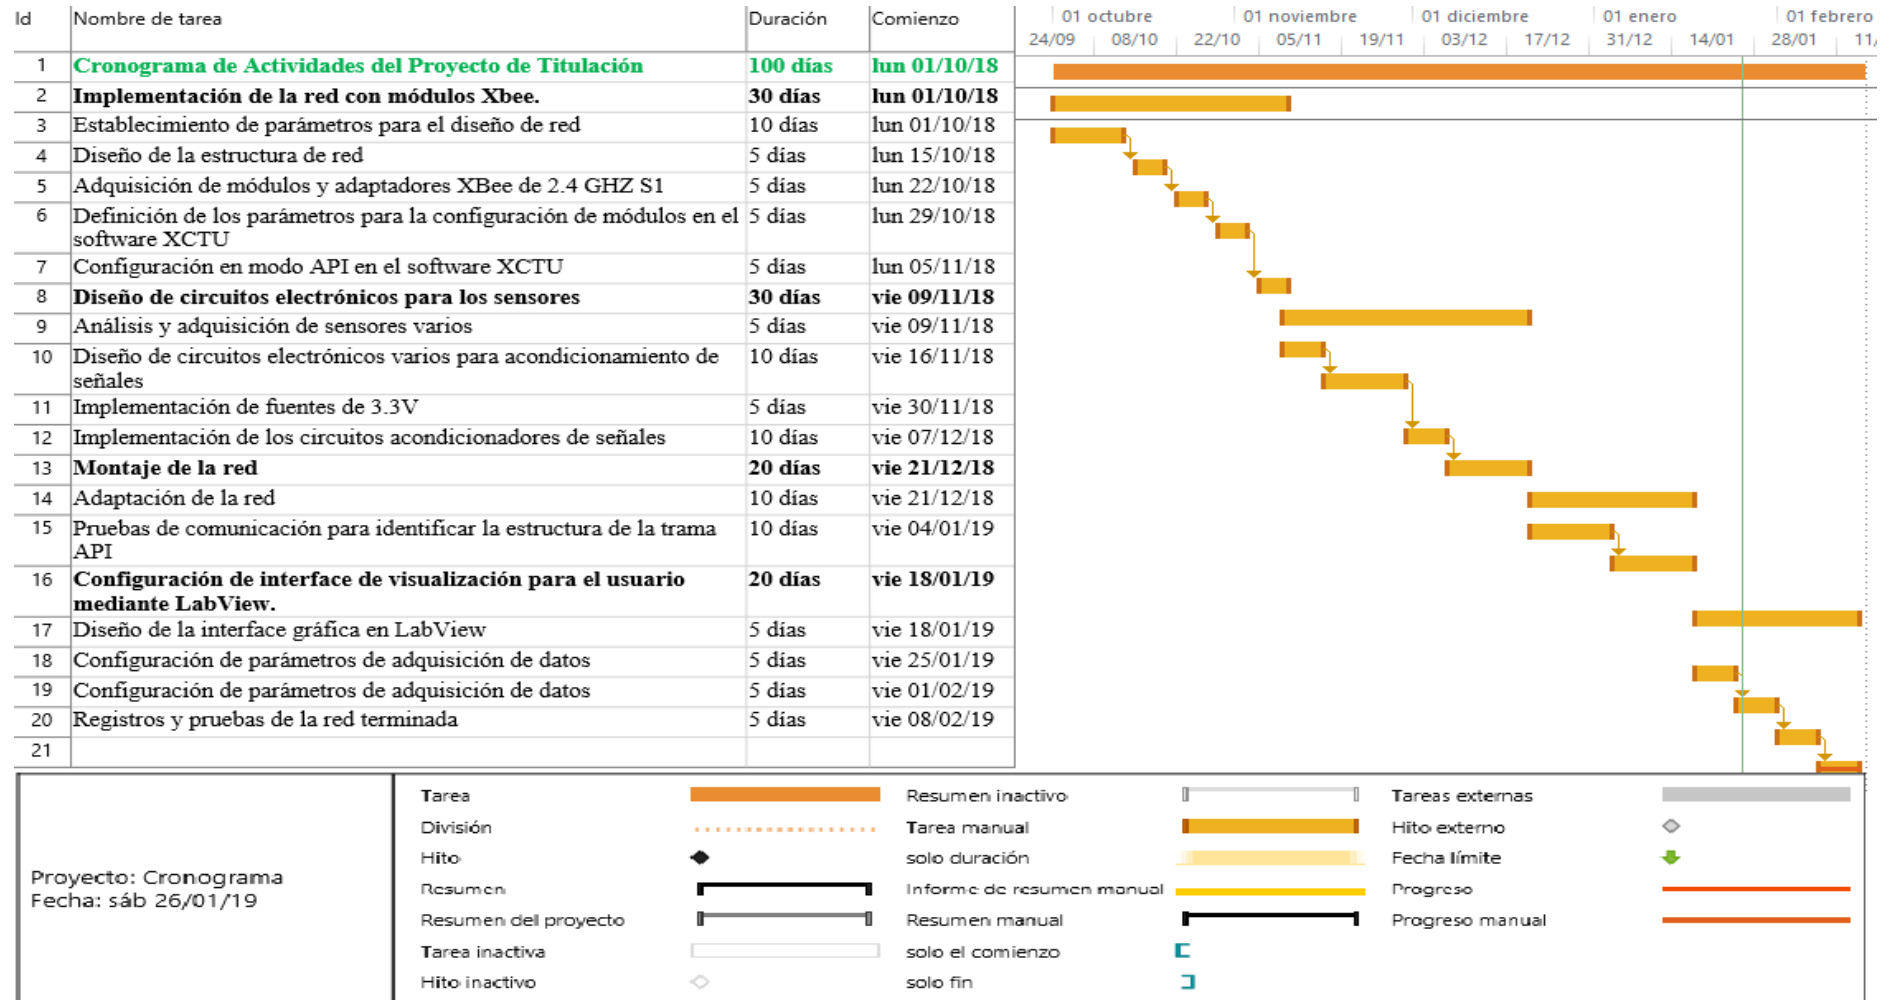 Id Nombre de tarea Duración Comienzo
01 octubre 01 noviembre 01 diciembre 01 enero 01 febrero
24/09 08/10 22/10 05/11 19/11 03/12 17/12 31/12 14/01 28/01 11/
1 Cronograma de Actividades del Proyecto de Titulación 100 días lun 01/10/18
2 Implementación de la red con módulos Xbee. 30 días lun 01/10/18
3 Establecimiento de parámetros para el diseño de red 10 días lun 01/10/18
4 Diseño de la estructura de red 5 días lun 15/10/18
5 Adquisición de módulos y adaptadores XBee de 2.4 GHZ S1 5 días lun 22/10/18
6 Definición de los parámetros para la configuración de módulos en el 5 días lun 29/10/18
software XCTU
7 Configuración en modo API en el software XCTU 5 días lun 05/11/18
8 Diseño de circuitos electrónicos para los sensores 30 días vie 09/11/18
9 Análisis y adquisición de sensores varios 5 días vie 09/11/18
10 Diseño de circuitos electrónicos varios para acondicionamiento de 10 días vie 16/11/18
señales
11 Implementación de fuentes de 3.3V 5 días vie 30/11/18
12 Implementación de los circuitos acondicionadores de señales 10 días vie 07/12/18
13 Montaje de la red 20 días vie 21/12/18
14 Adaptación de la red 10 días vie 21/12/18
15 Pruebas de comunicación para identificar la estructura de la trama 10 días vie 04/01/19
API
16 Configuración de interface de visualización para el usuario 20 días vie 18/01/19
mediante LabView.
17 Diseño de la interface gráfica en LabView 5 días vie 18/01/19
18 Configuración de parámetros de adquisición de datos 5 días vie 25/01/19
19 Configuración de parámetros de adquisición de datos 5 días vie 01/02/19
20 Registros y pruebas de la red terminada 5 días vie 08/02/19
21
Proyecto: Cronograma
Fecha: sáb 26/01/19
Tarea
División
Hito
Resumen
Resumen del proyecto
Tarea inactiva
Hito inactivo
Resumen inactivo
Tarea manual
solo duración
Informe de resumen manual
Resumen manual
solo el comienzo
solo fin
Tareas externas
Hito externo
Fecha límite
Progreso
Progreso manual